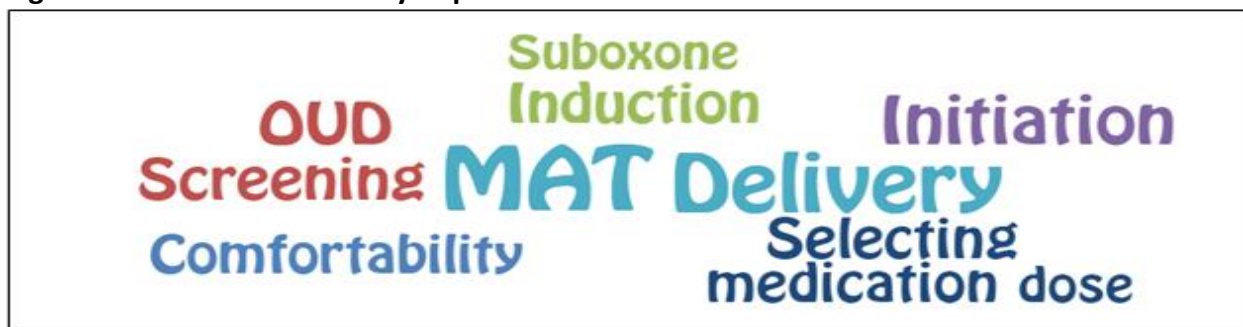 Suboxone
Induction
OUD
Screening
Initiation
MAT Delivery
Comfortability
Selecting
medication dose